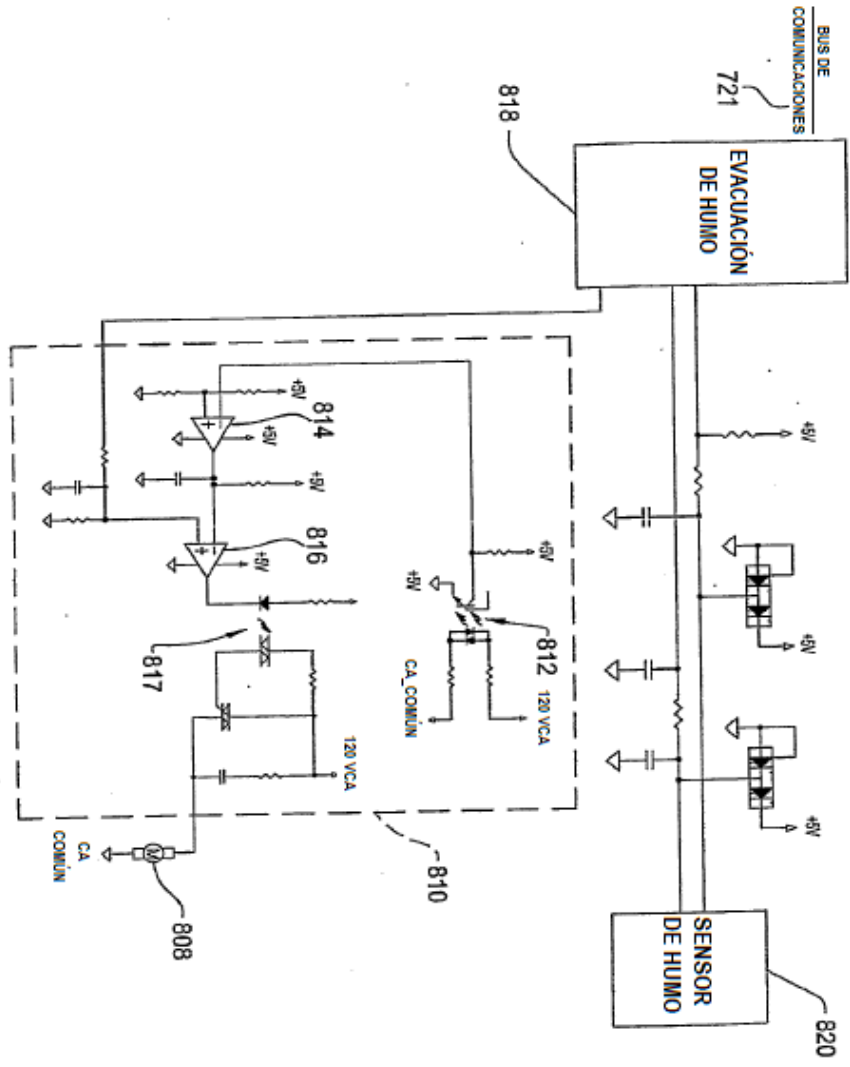 BUS DE
COMUNICACIONES
721
818
EVACUACIÓN
DE HUMO
+5V
+5V
+5V
SENSOR
DE HUMO
820
+5V
+5V
812
CA_COMÚN
120 VCA
+5V
814
+5V
+5V
816
+5V
817
120 VCA
810
CA
COMÚN
M
808